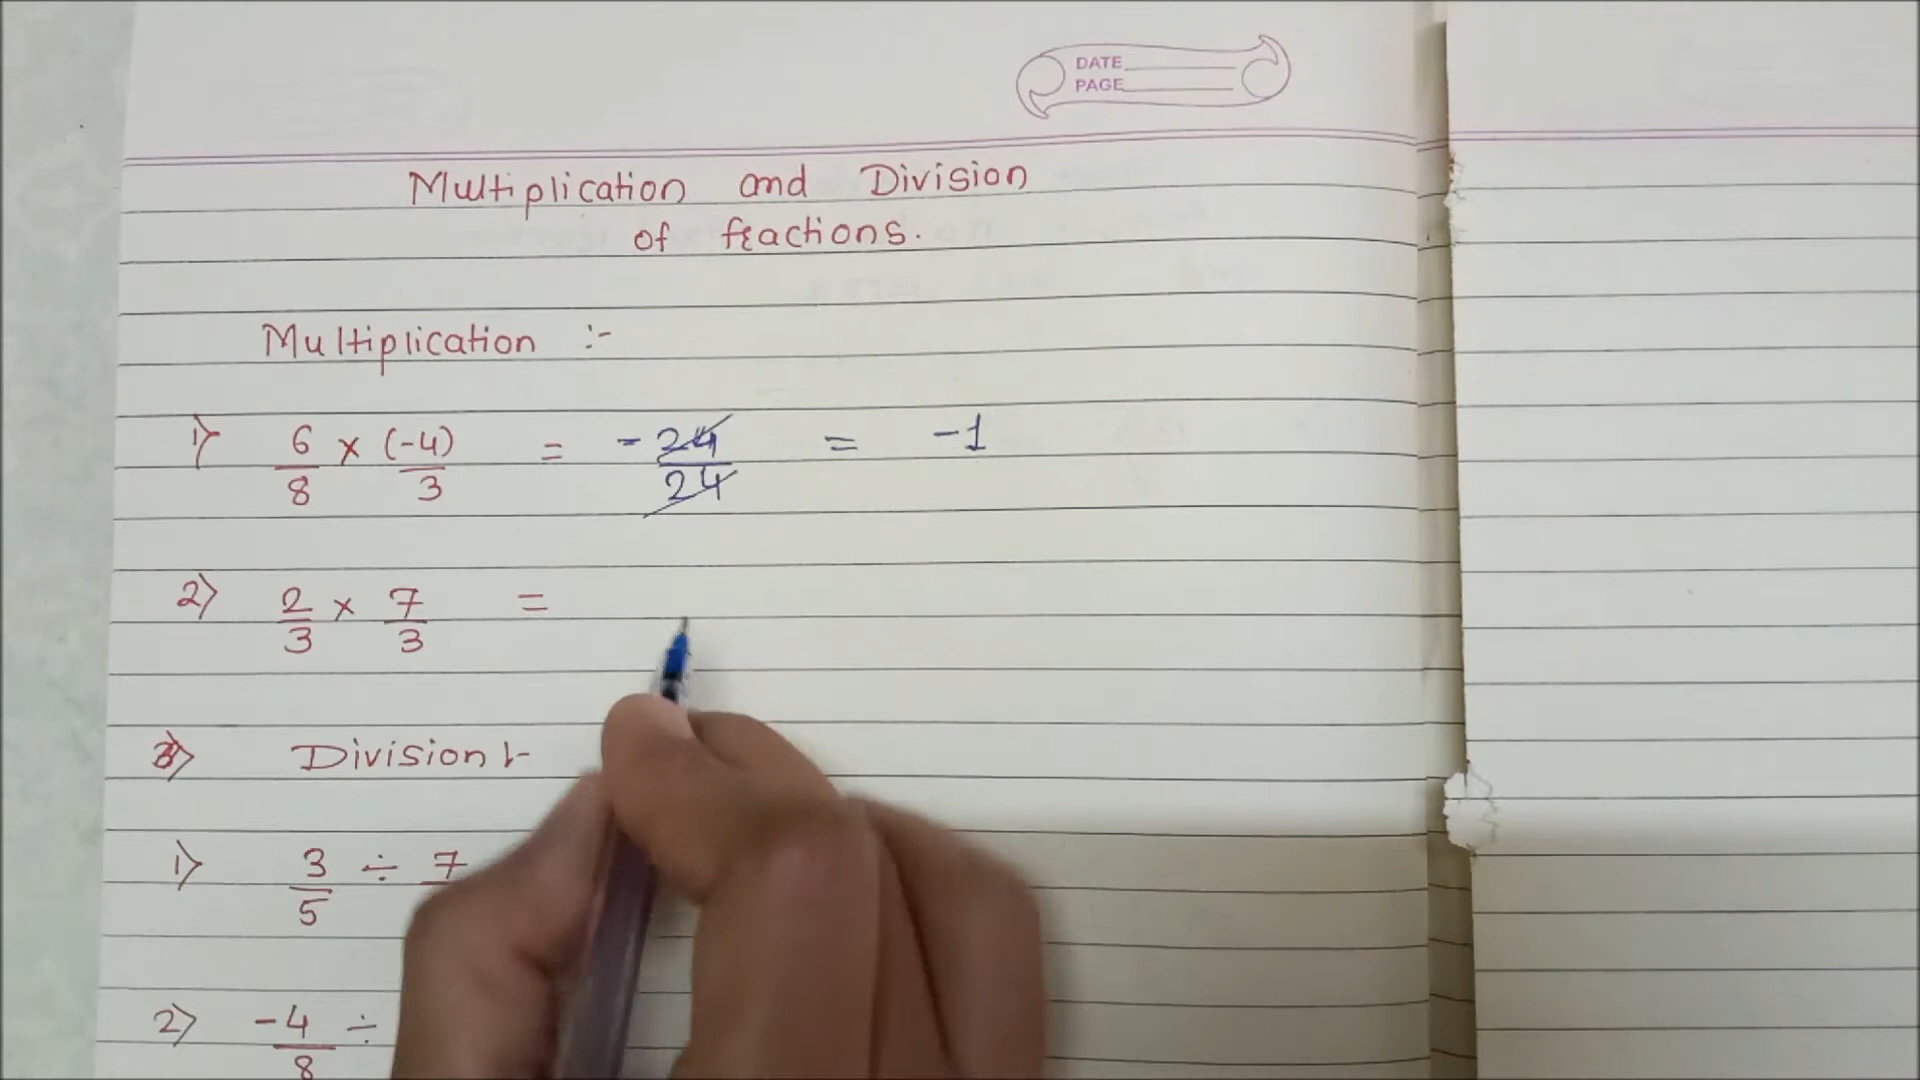 DATE
PAGE
Multiplication and Division
of fractions.
Multiplication :-
1) 6/8 × (-4)/3 = -24/24 = -1
2) 2/3 × 7/3 =
3) Division :-
1) 3/5 ÷ 7
2) -4/8 ÷